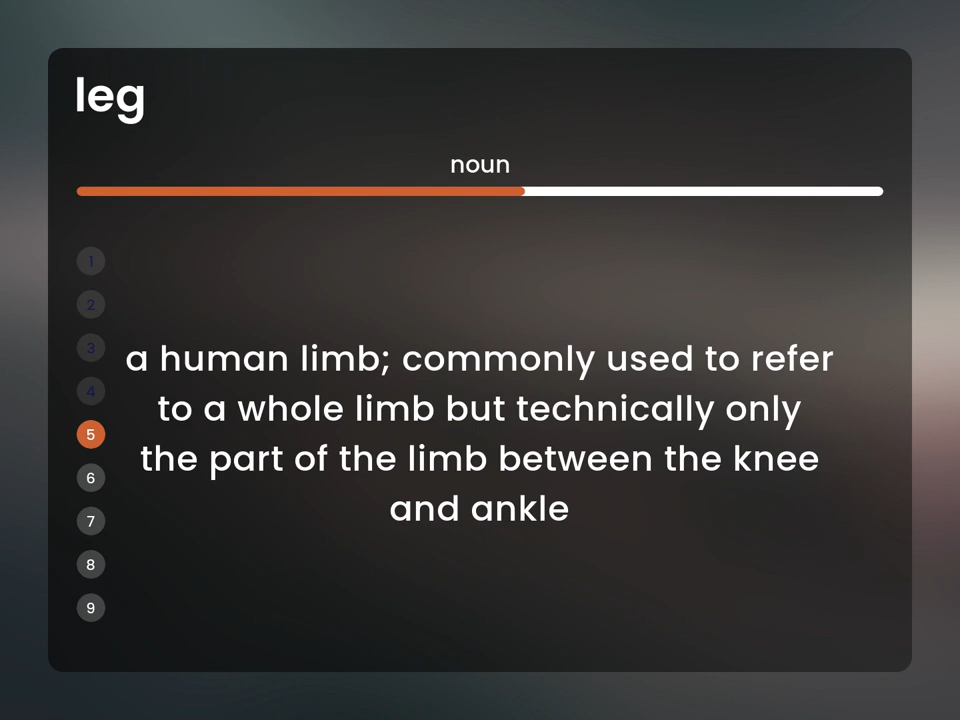 leg
noun
1
2
3
a human limb; commonly used to refer
4
to a whole limb but technically only
5
the part of the limb between the knee
6
and ankle
7
8
9